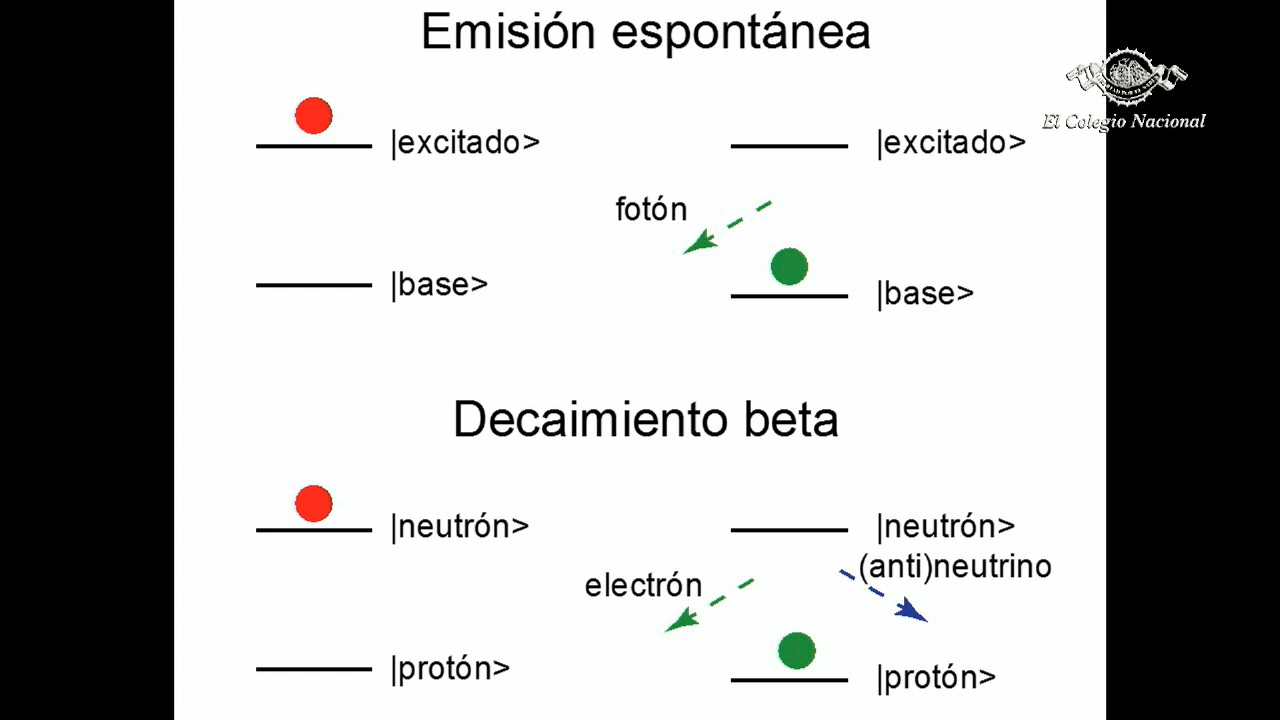 Emisión espontánea
El Colegio Nacional
|excitado>
|excitado>
fotón
|base>
|base>
Decaimiento beta
|neutrón>
|neutrón>
(anti)neutrino
electrón
|protón>
|protón>